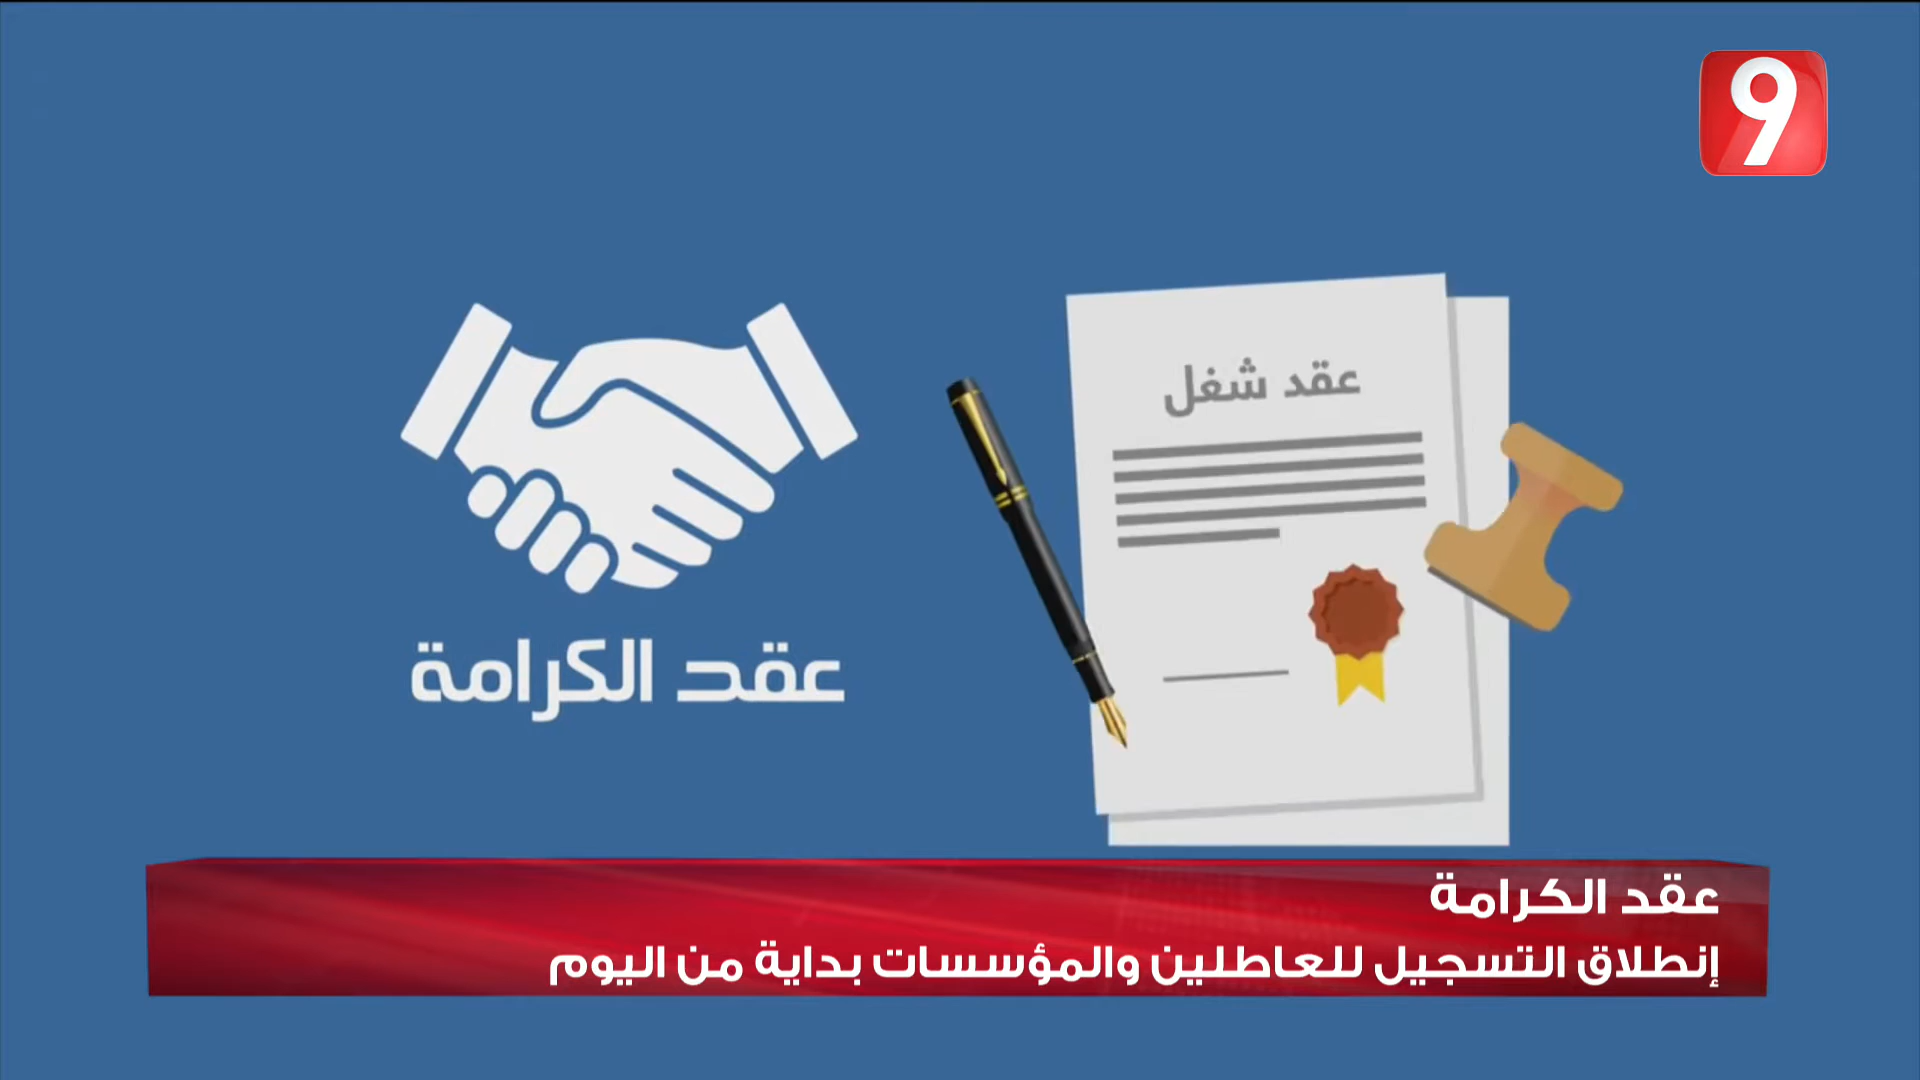 9
عقد شغل
عقد الكرامة
عقد الكرامة
إنطلاق التسجيل للعاطلين والمؤسسات بداية من اليوم